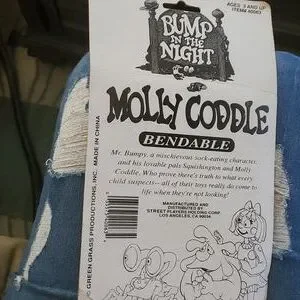 AGES 3 AND UP
BUMP
IN THE
NIGHT
MOLLY CODDLE
BENDABLE
Mr. Bumpy, a mischievous sock-eating character,
and his lovable pals Squishington and Molly
Coddle. Who prove there's truth to what every
child suspects— all of their toys really do come to
life when they're not looking!
MANUFACTURED AND
DISTRIBUTED BY:
STREET PLAYERS HOLDING CORP.
LOS ANGELES, CA
© GREEN GRASS PRODUCTIONS, INC. MADE IN CHINA